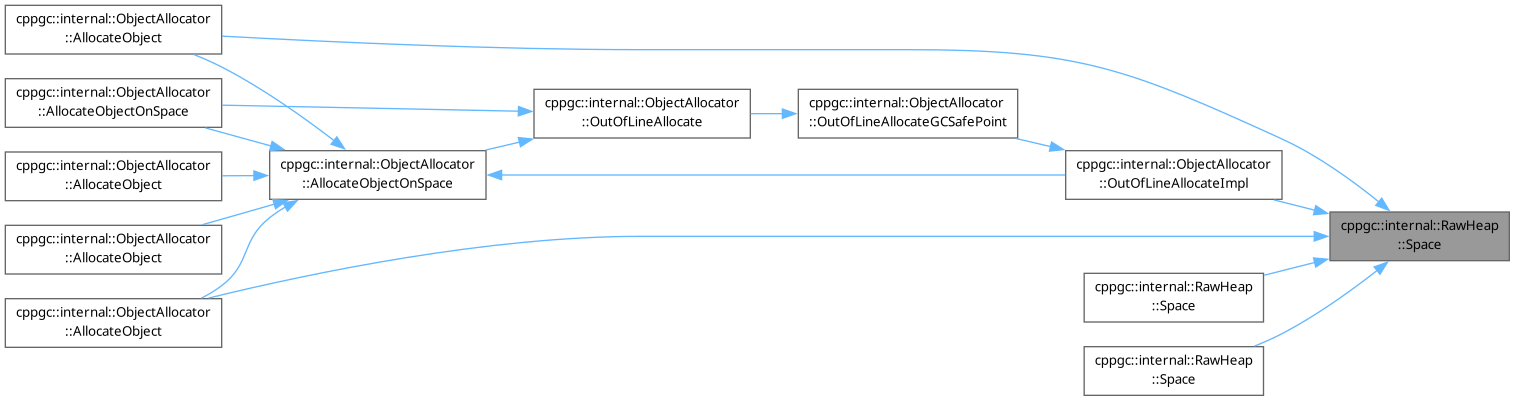 cppgc::internal::ObjectAllocator
::AllocateObject
cppgc::internal::ObjectAllocator
::AllocateObjectOnSpace
cppgc::internal::ObjectAllocator
::AllocateObject
cppgc::internal::ObjectAllocator
::AllocateObject
cppgc::internal::ObjectAllocator
::AllocateObject
cppgc::internal::ObjectAllocator
::AllocateObjectOnSpace
cppgc::internal::ObjectAllocator
::OutOfLineAllocate
cppgc::internal::ObjectAllocator
::OutOfLineAllocateGCSafePoint
cppgc::internal::ObjectAllocator
::OutOfLineAllocateImpl
cppgc::internal::RawHeap
::Space
cppgc::internal::RawHeap
::Space
cppgc::internal::RawHeap
::Space